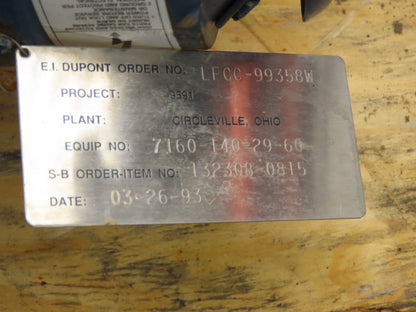 E.I. DUPONT ORDER NO: LFCC-99358W
PROJECT: 9391
PLANT: CIRCLEVILLE, OHIO
EQUIP NO: 7160-140-29-60
S-B ORDER-ITEM NO: 132308-0815
DATE: 03-26-93